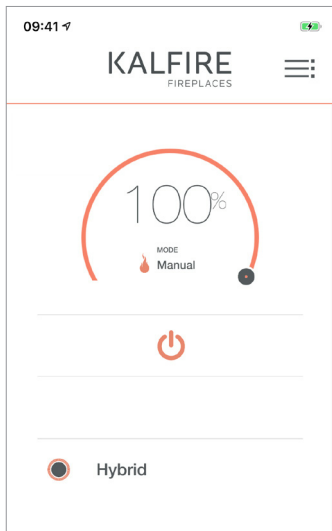 09:41
KALFIRE
FIREPLACES
100%
MODE
Manual
Hybrid